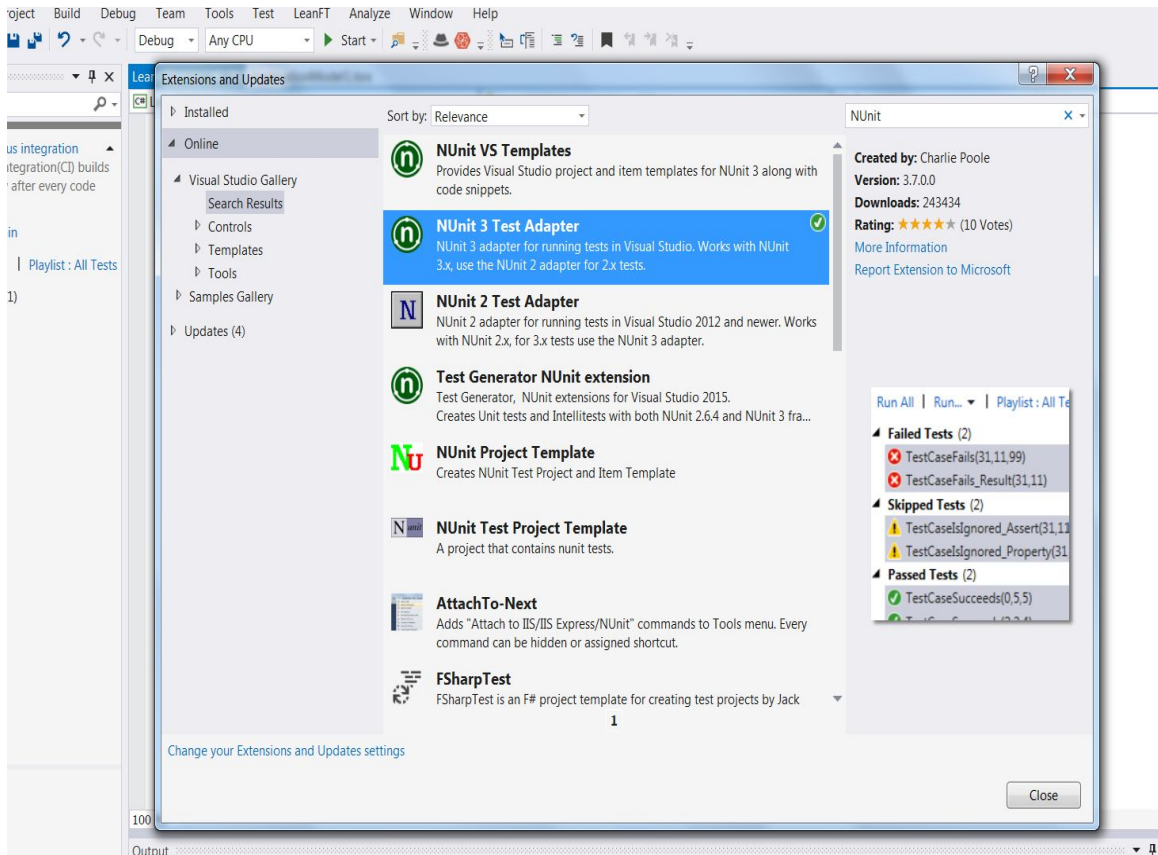 Project Build Debug Team Tools Test LeanFT Analyze Window Help
Debug Any CPU Start
Lear
Extensions and Updates
C# L
us integration
ntegration(CI) builds
after every code
in
| Playlist : All Tests
1)
Installed
Online
Visual Studio Gallery
Search Results
Controls
Templates
Tools
Samples Gallery
Updates (4)
Sort by: Relevance
NUnit VS Templates
Provides Visual Studio project and item templates for NUnit 3 along with
code snippets.
NUnit 3 Test Adapter
NUnit 3 adapter for running tests in Visual Studio. Works with NUnit
3.x, use the NUnit 2 adapter for 2.x tests.
N
NUnit 2 Test Adapter
NUnit 2 adapter for running tests in Visual Studio 2012 and newer. Works
with NUnit 2.x, for 3.x tests use the NUnit 3 adapter.
Test Generator NUnit extension
Test Generator, NUnit extensions for Visual Studio 2015.
Creates Unit tests and Intellitests with both NUnit 2.6.4 and NUnit 3 fra...
NU
NUnit Project Template
Creates NUnit Test Project and Item Template
N unit
NUnit Test Project Template
A project that contains nunit tests.
AttachTo-Next
Adds "Attach to IIS/IIS Express/NUnit" commands to Tools menu. Every
command can be hidden or assigned shortcut.
FSharpTest
FSharpTest is an F# project template for creating test projects by Jack
1
NUnit
Created by: Charlie Poole
Version: 3.7.0.0
Downloads: 243434
Rating: (10 Votes)
More Information
Report Extension to Microsoft
Run All | Run... | Playlist : All Te
Failed Tests (2)
TestCaseFails(31,11,99)
TestCaseFails_Result(31,11)
Skipped Tests (2)
TestCaseIsIgnored_Assert(31,11
TestCaseIsIgnored_Property(31
Passed Tests (2)
TestCaseSucceeds(0,5,5)
Change your Extensions and Updates settings
Close
100
Output